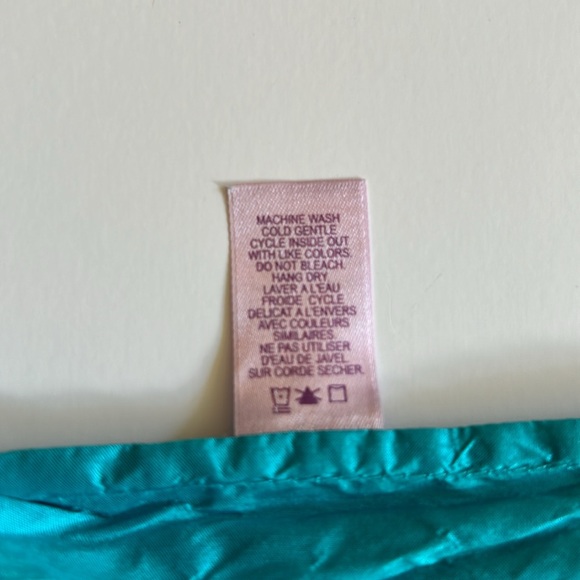 MACHINE WASH
COLD GENTLE
CYCLE INSIDE OUT
WITH LIKE COLORS.
DO NOT BLEACH.
HANG DRY.
LAVER A L'EAU
FROIDE CYCLE
DELICAT A L'ENVERS
AVEC COULEURS
SIMILAIRES.
NE PAS UTILISER
D'EAU DE JAVEL.
SUR CORDE SECHER.